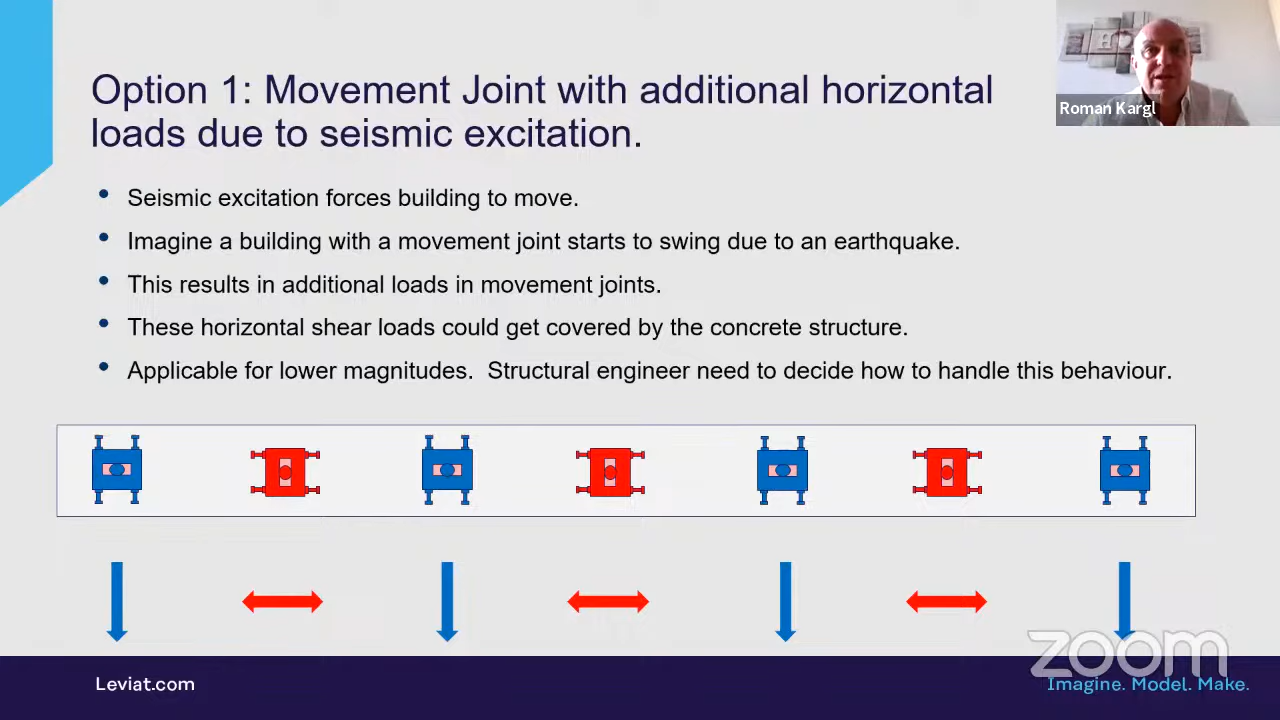 Option 1: Movement Joint with additional horizontal
loads due to seismic excitation.
Roman Kargl
• Seismic excitation forces building to move.
• Imagine a building with a movement joint starts to swing due to an earthquake.
• This results in additional loads in movement joints.
• These horizontal shear loads could get covered by the concrete structure.
• Applicable for lower magnitudes.  Structural engineer need to decide how to handle this behaviour.
zoom
Leviat.com
Imagine. Model. Make.